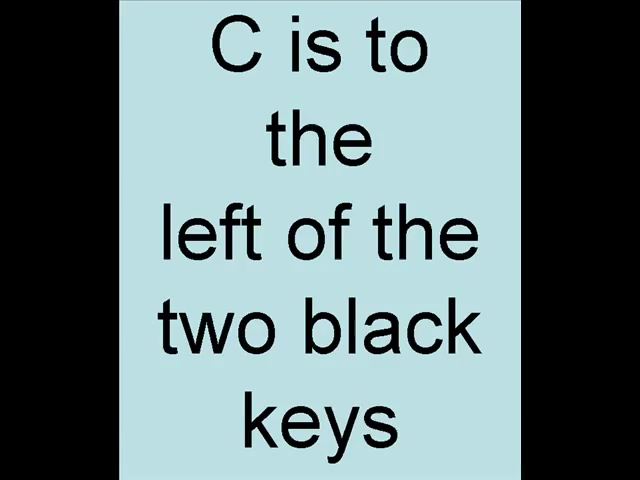 C is to
the
left of the
two black
keys